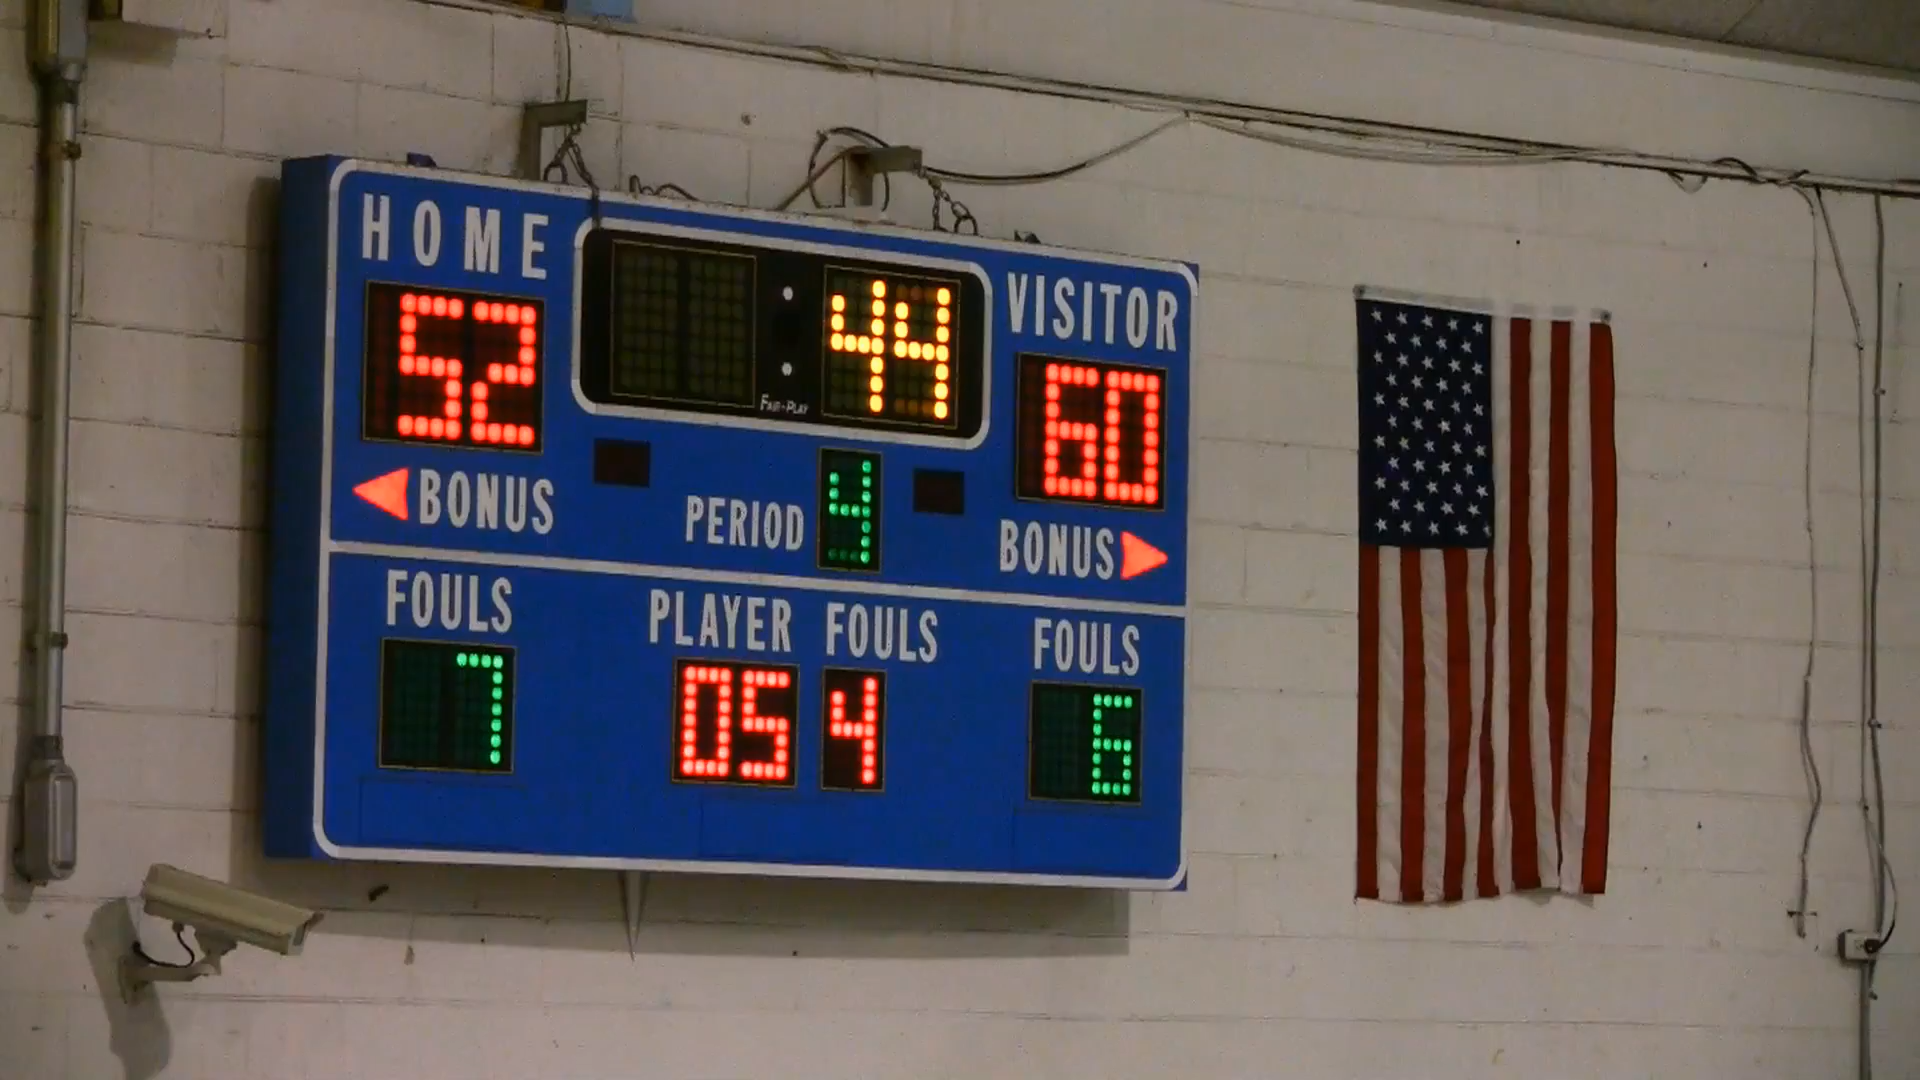 HOME
52
:44
FAIR-PLAY
VISITOR
60
BONUS
PERIOD 4
BONUS
FOULS
7
PLAYER FOULS
05 4
FOULS
6